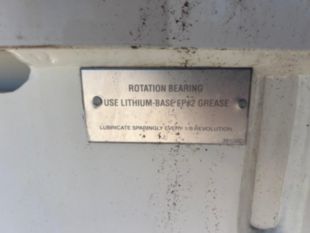 ROTATION BEARING
USE LITHIUM-BASE EP#2 GREASE
LUBRICATE SPARINGLY EVERY 1/8 REVOLUTION